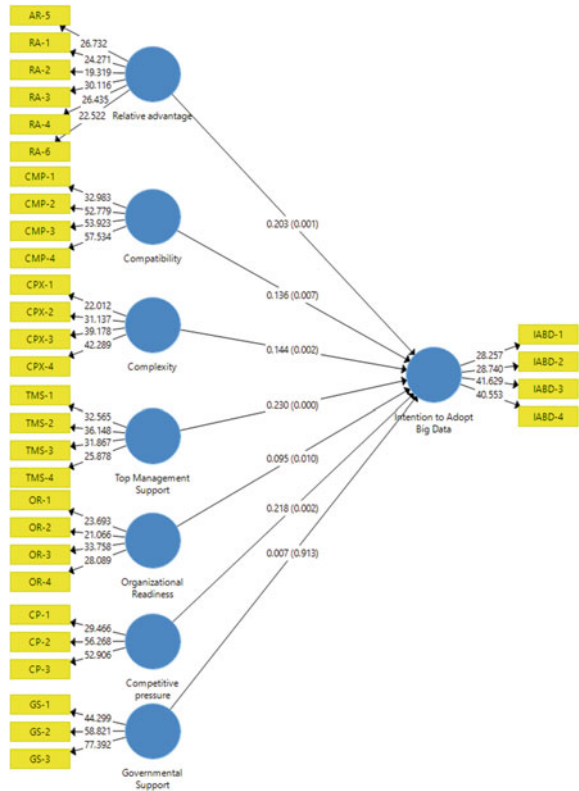 AR-5
RA-1
RA-2
RA-3
RA-4
RA-6
26.732
24.271
19.319
30.116
26.435
22.522
Relative advantage
CMP-1
CMP-2
CMP-3
CMP-4
32.983
52.779
53.923
57.534
Compatibility
CPX-1
CPX-2
CPX-3
CPX-4
22.012
31.137
39.178
42.289
Complexity
TMS-1
TMS-2
TMS-3
TMS-4
32.565
36.148
31.867
25.878
Top Management
Support
OR-1
OR-2
OR-3
OR-4
23.693
21.066
33.758
28.089
Organizational
Readiness
CP-1
CP-2
CP-3
29.466
56.268
52.906
Competitive
pressure
GS-1
GS-2
GS-3
44.299
58.821
77.392
Governmental
Support
0.203 (0.001)
0.136 (0.007)
0.144 (0.002)
0.230 (0.000)
0.095 (0.010)
0.218 (0.002)
0.007 (0.913)
Intention to Adopt
Big Data
28.257
28.740
41.629
40.553
IABD-1
IABD-2
IABD-3
IABD-4